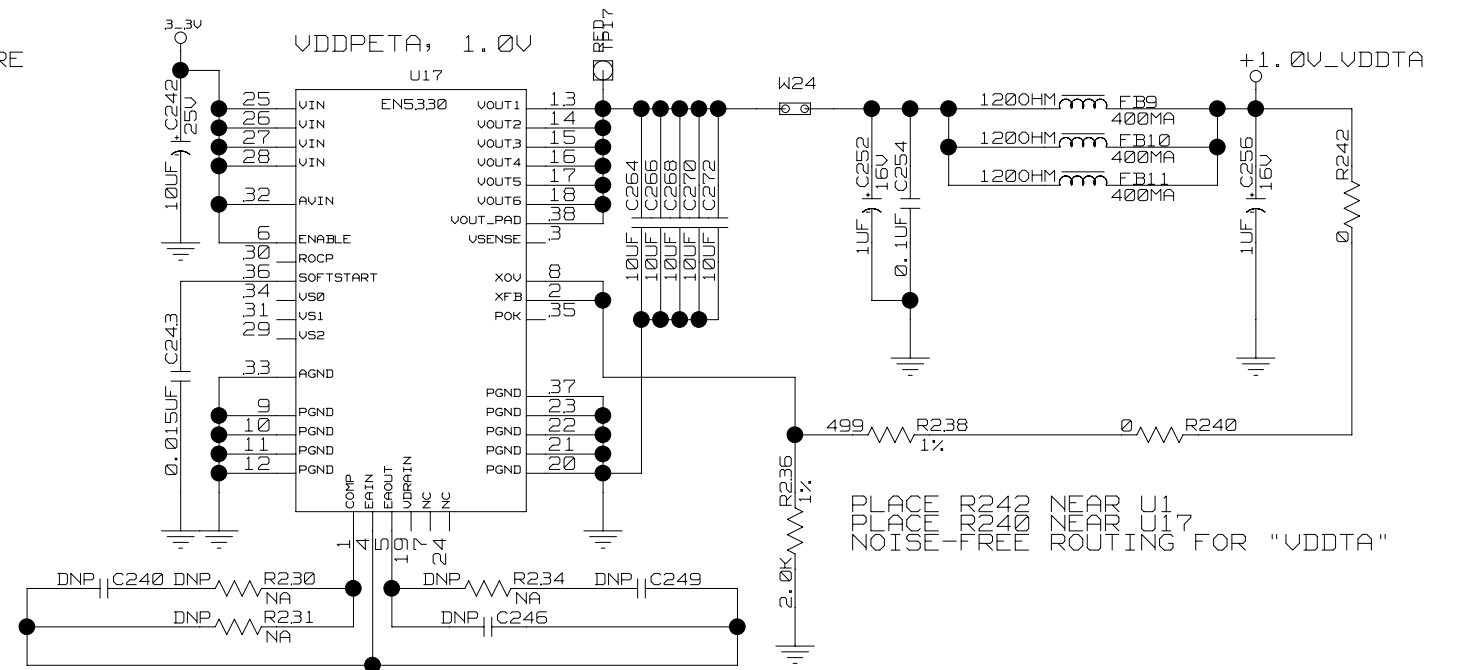 RE
3_3V
VDDPETA, 1.0V
U17
EN5330
RED
TP17
W24
+1.0V_VDDTA
C242
25V
10UF
25 VIN
26 VIN
27 VIN
28 VIN
32 AVIN
6 ENABLE
30 ROCP
36 SOFTSTART
34 VS0
31 VS1
29 VS2
33 AGND
9 PGND
10 PGND
11 PGND
12 PGND
VOUT1 13
VOUT2 14
VOUT3 15
VOUT4 16
VOUT5 17
VOUT6 18
VOUT_PAD 38
VSENSE 3
XOV 8
XFB 2
POK 35
PGND 37
PGND 23
PGND 22
PGND 21
PGND 20
COMP 1
EAIN 4
EAOUT 5
VDRAIN 19
NC 7
NC 24
C243
0.015UF
C264 10UF
C266 10UF
C268 10UF
C270 10UF
C272 10UF
C252 16V
1UF
C254
0.1UF
120OHM FB9
400MA
120OHM FB10
400MA
120OHM FB11
400MA
C256 16V
1UF
R242
0
499 R238
1%
0 R240
R236
1%
2.0K
PLACE R242 NEAR U1
PLACE R240 NEAR U17
NOISE-FREE ROUTING FOR "VDDTA"
DNP C240 DNP R230
NA
DNP R231
NA
DNP R234 DNP C249
NA
DNP C246